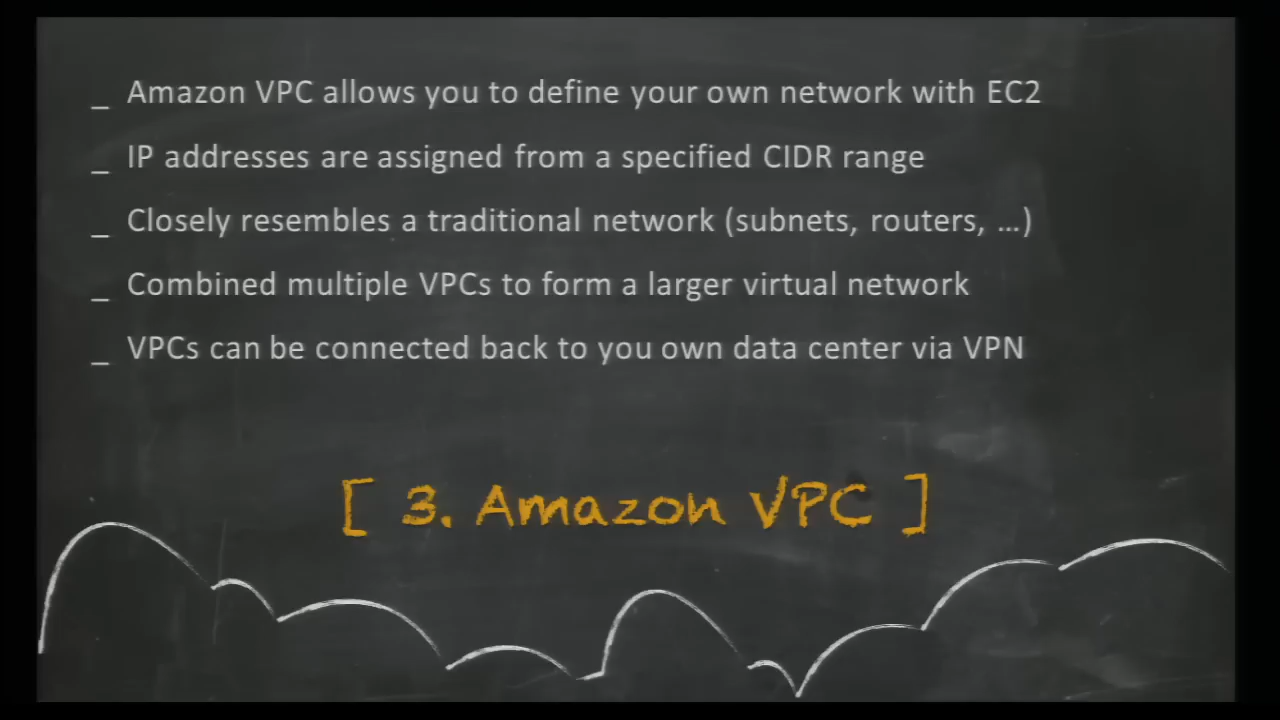 _ Amazon VPC allows you to define your own network with EC2
_ IP addresses are assigned from a specified CIDR range
_ Closely resembles a traditional network (subnets, routers, ...)
_ Combined multiple VPCs to form a larger virtual network
_ VPCs can be connected back to you own data center via VPN
[ 3. Amazon VPC ]